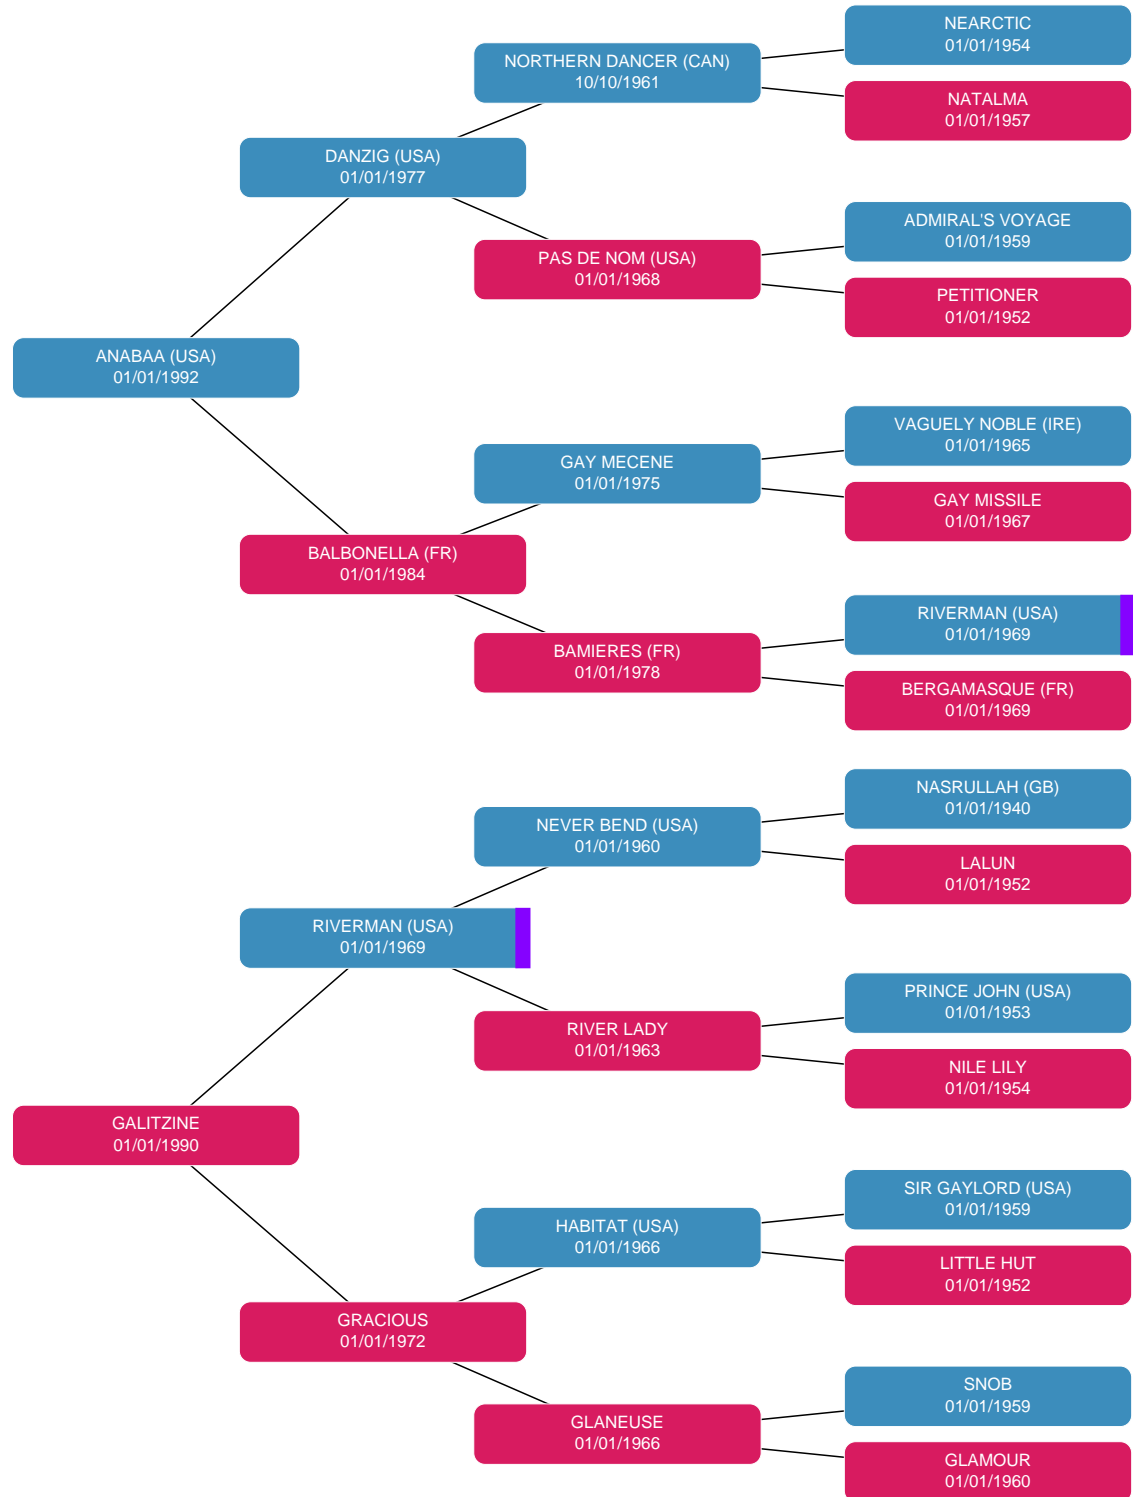 NEARCTIC
01/01/1954
NORTHERN DANCER (CAN)
10/10/1961
NATALMA
01/01/1957
DANZIG (USA)
01/01/1977
ADMIRAL'S VOYAGE
01/01/1959
PAS DE NOM (USA)
01/01/1968
PETITIONER
01/01/1952
ANABAA (USA)
01/01/1992
VAGUELY NOBLE (IRE)
01/01/1965
GAY MECENE
01/01/1975
GAY MISSILE
01/01/1967
BALBONELLA (FR)
01/01/1984
RIVERMAN (USA)
01/01/1969
BAMIERES (FR)
01/01/1978
BERGAMASQUE (FR)
01/01/1969
NASRULLAH (GB)
01/01/1940
NEVER BEND (USA)
01/01/1960
LALUN
01/01/1952
RIVERMAN (USA)
01/01/1969
PRINCE JOHN (USA)
01/01/1953
RIVER LADY
01/01/1963
NILE LILY
01/01/1954
GALITZINE
01/01/1990
SIR GAYLORD (USA)
01/01/1959
HABITAT (USA)
01/01/1966
LITTLE HUT
01/01/1952
GRACIOUS
01/01/1972
SNOB
01/01/1959
GLANEUSE
01/01/1966
GLAMOUR
01/01/1960